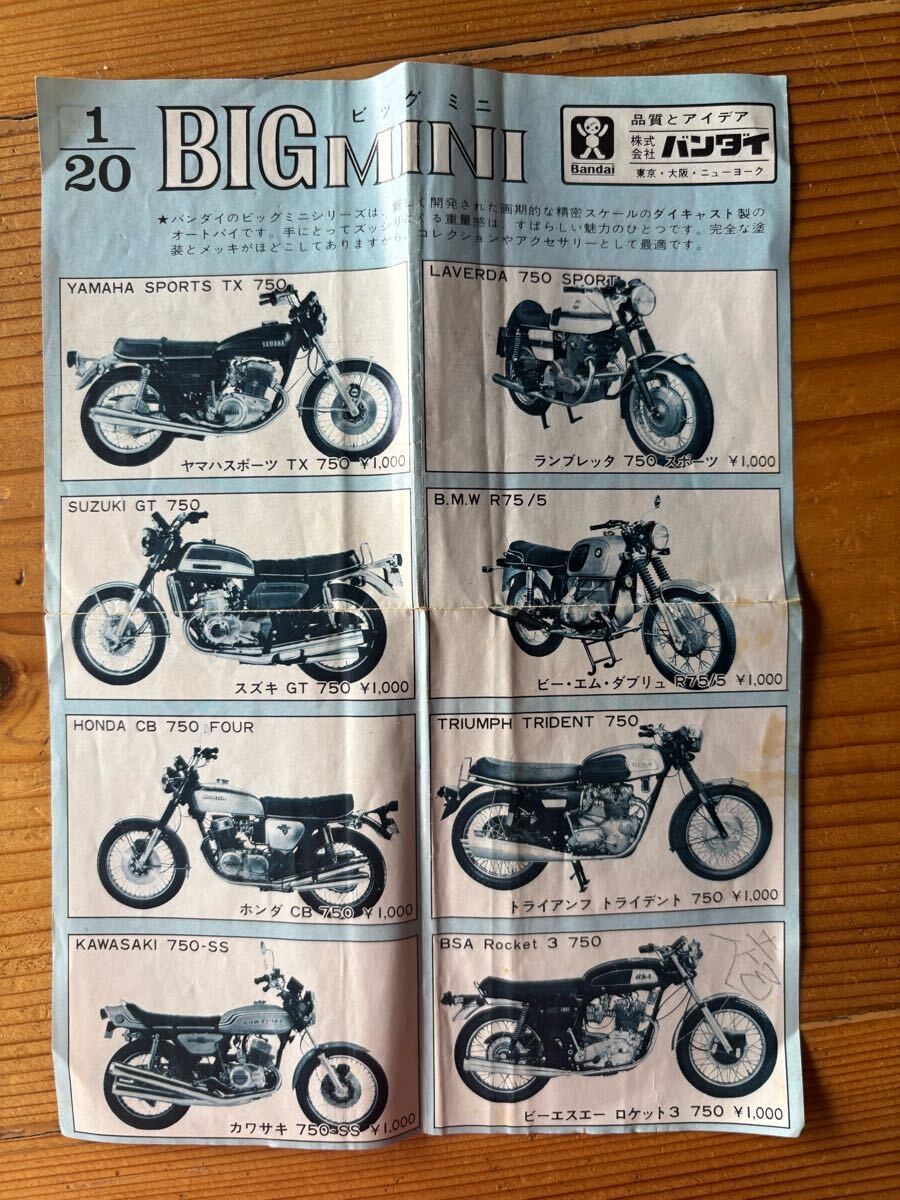 1/20
ビッグミニ
BIG MINI
Bandai
品質とアイデア
株式会社 バンダイ
東京・大阪・ニューヨーク
★バンダイのビッグミニシリーズは、新しく開発された画期的な精密スケールのダイキャスト製の
オートバイです。手にとってズッシリとくる重量感は、すばらしい魅力のひとつです。完全な塗
装とメッキがほどこしてありますから、コレクションやアクセサリーとして最適です。
YAMAHA SPORTS TX 750
YAMAHA
ヤマハスポーツ TX 750 ¥1,000
LAVERDA 750 SPORT
ランブレッタ 750 スポーツ ¥1,000
SUZUKI GT 750
スズキ GT 750 ¥1,000
B.M.W R75/5
ビー・エム・ダブリュ R75/5 ¥1,000
HONDA CB 750 FOUR
HONDA
ホンダ CB 750 ¥1,000
TRIUMPH TRIDENT 750
トライアンフ トライデント 750 ¥1,000
KAWASAKI 750-SS
カワサキ 750-SS ¥1,000
BSA Rocket 3 750
BSA
ビーエスエー ロケット3 750 ¥1,000